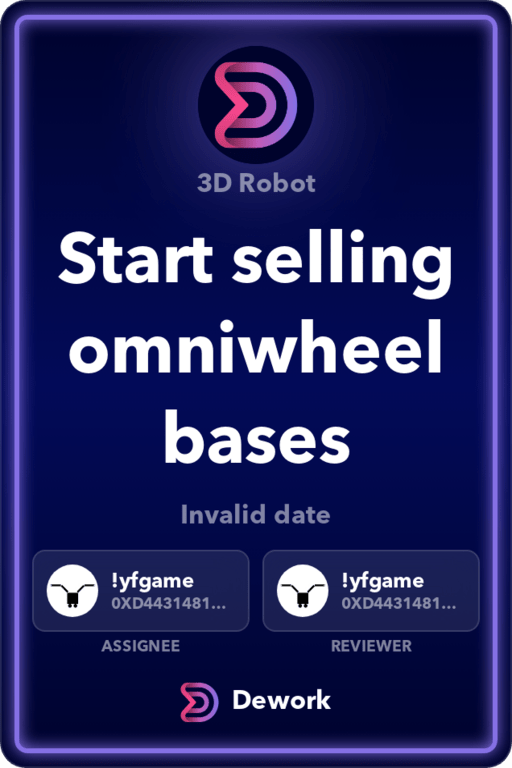 3D Robot
Start selling
omniwheel
bases
Invalid date
!yfgame
0XD4431481...
!yfgame
0XD4431481...
ASSIGNEE
REVIEWER
Dework